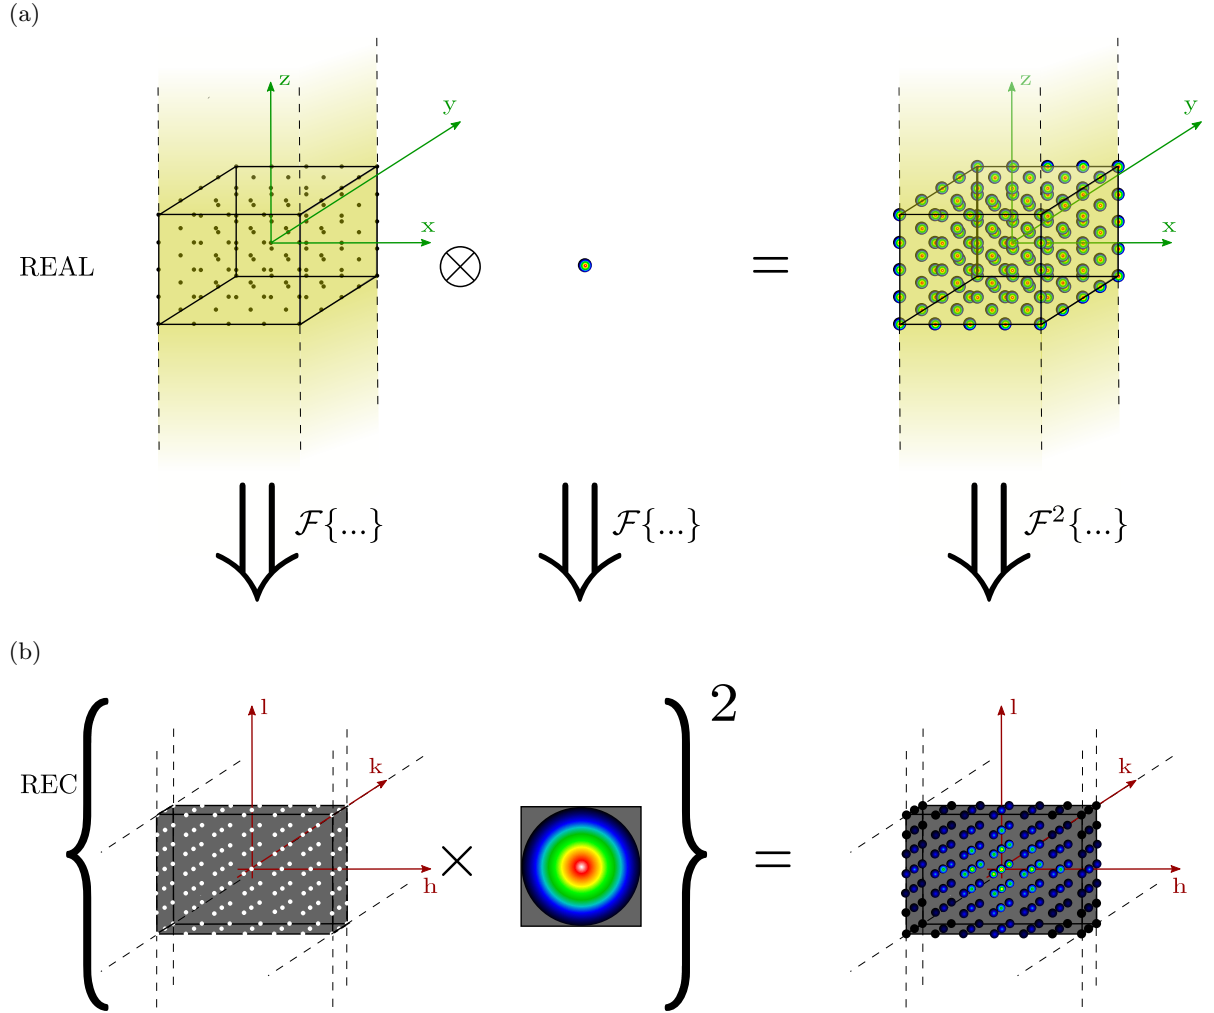 (a)
z
y
x
z
y
x
REAL
⊗
=
ℱ{...}
ℱ{...}
ℱ²{...}
(b)
{
}
2
l
k
h
l
k
h
REC
×
=